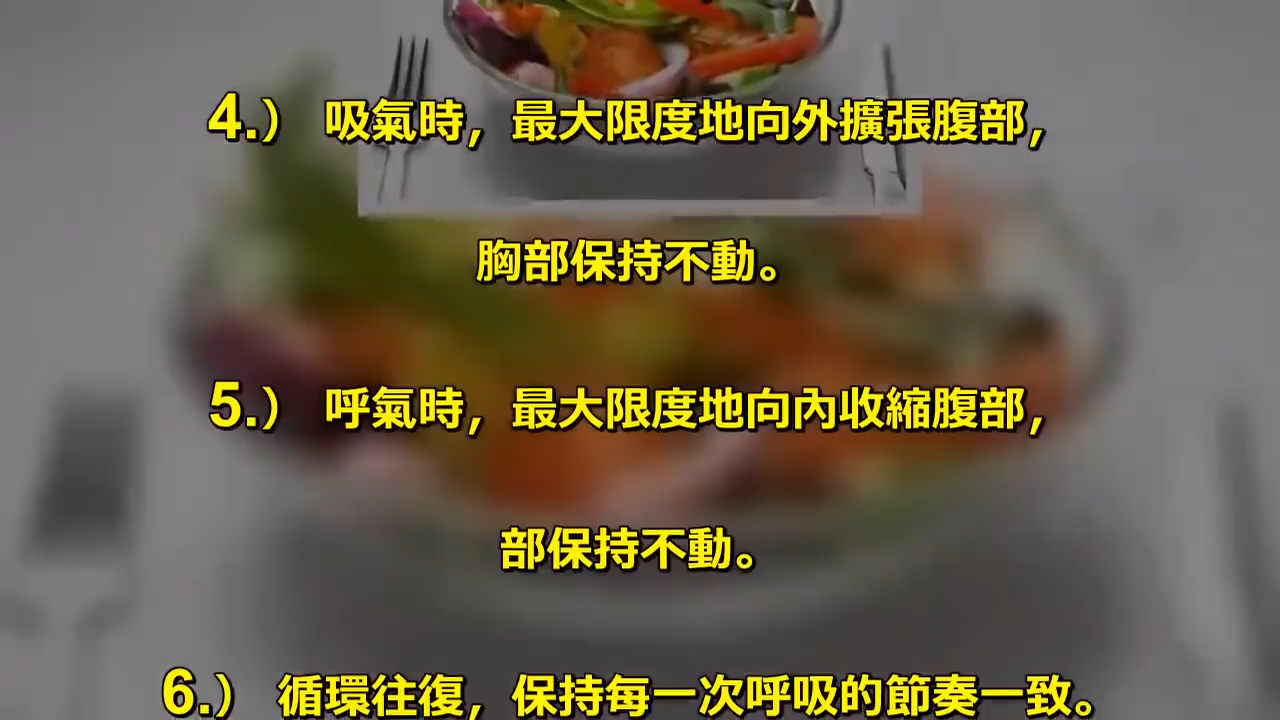 4.） 吸氣時，最大限度地向外擴張腹部，
胸部保持不動。
5.） 呼氣時，最大限度地向內收縮腹部，
部保持不動。
6.） 循環往復，保持每一次呼吸的節奏一致。